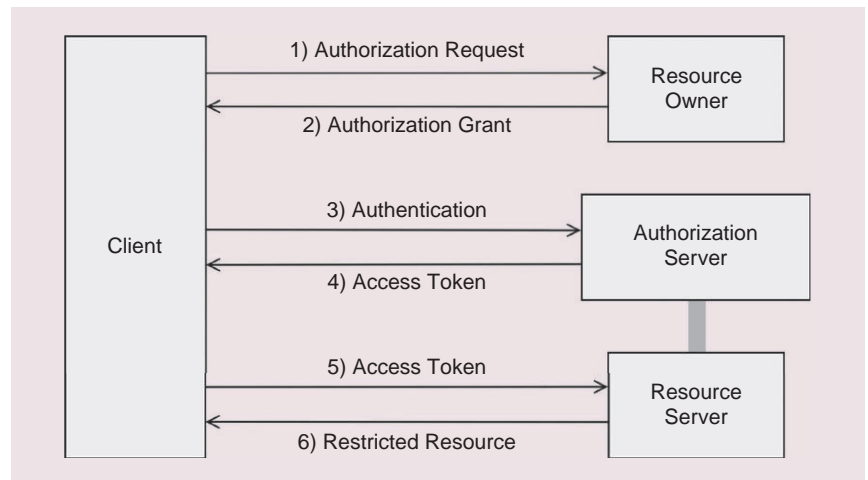 1) Authorization Request
Resource
Owner
2) Authorization Grant
3) Authentication
Client
Authorization
Server
4) Access Token
5) Access Token
Resource
Server
6) Restricted Resource